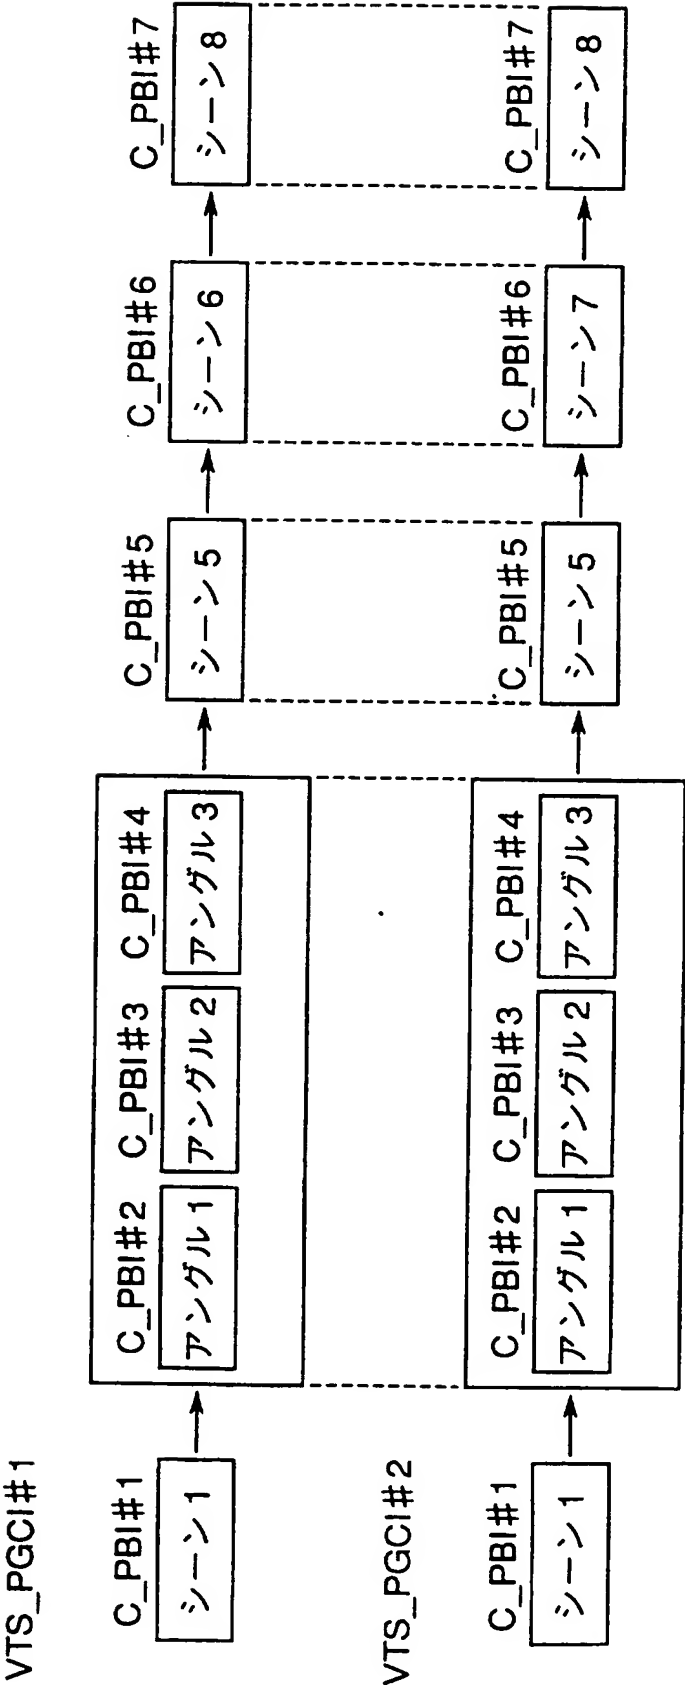 VTS_PGCI#1
C_PBI#1
シーン1
C_PBI#2
アングル1
C_PBI#3
アングル2
C_PBI#4
アングル3
C_PBI#5
シーン5
C_PBI#6
シーン6
C_PBI#7
シーン8
VTS_PGCI#2
C_PBI#1
シーン1
C_PBI#2
アングル1
C_PBI#3
アングル2
C_PBI#4
アングル3
C_PBI#5
シーン5
C_PBI#6
シーン7
C_PBI#7
シーン8